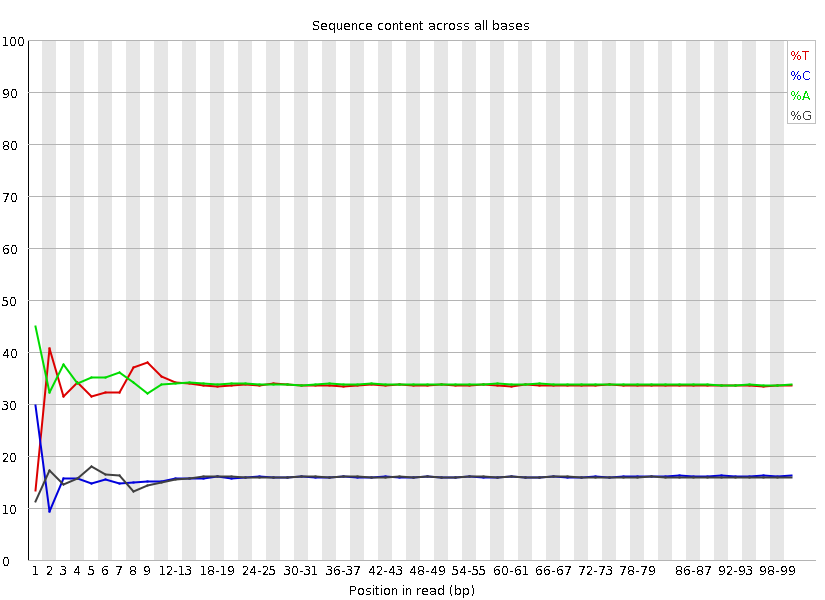 Sequence content across all bases
100
90
80
70
60
50
40
30
20
10
0
%T
%C
%A
%G
1 2 3 4 5 6 7 8 9 12-13 18-19 24-25 30-31 36-37 42-43 48-49 54-55 60-61 66-67 72-73 78-79 86-87 92-93 98-99
Position in read (bp)